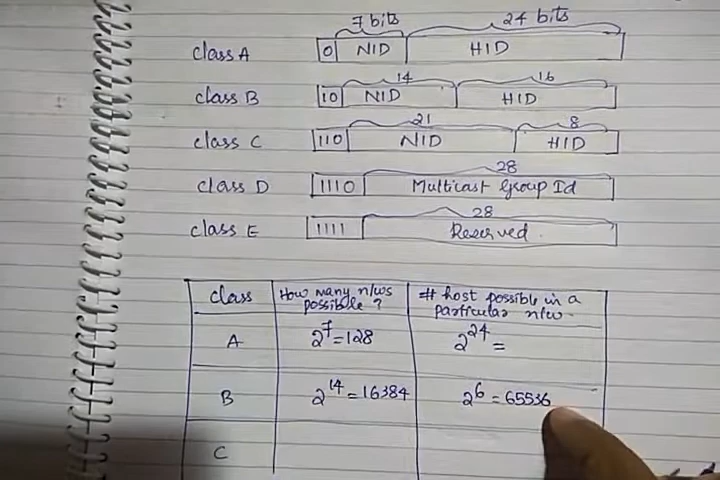 7 bits 24 bits
class A 0 NID HID
14 16
class B 10 NID HID
21 8
class C 110 NID HID
28
class D 1110 Multicast Group Id
28
class E 1111 Reserved.
class How many n/ws possible ? # host possible in a particular n/w.
A 2^7=128 2^24=
B 2^14=16384 2^6=65536
C